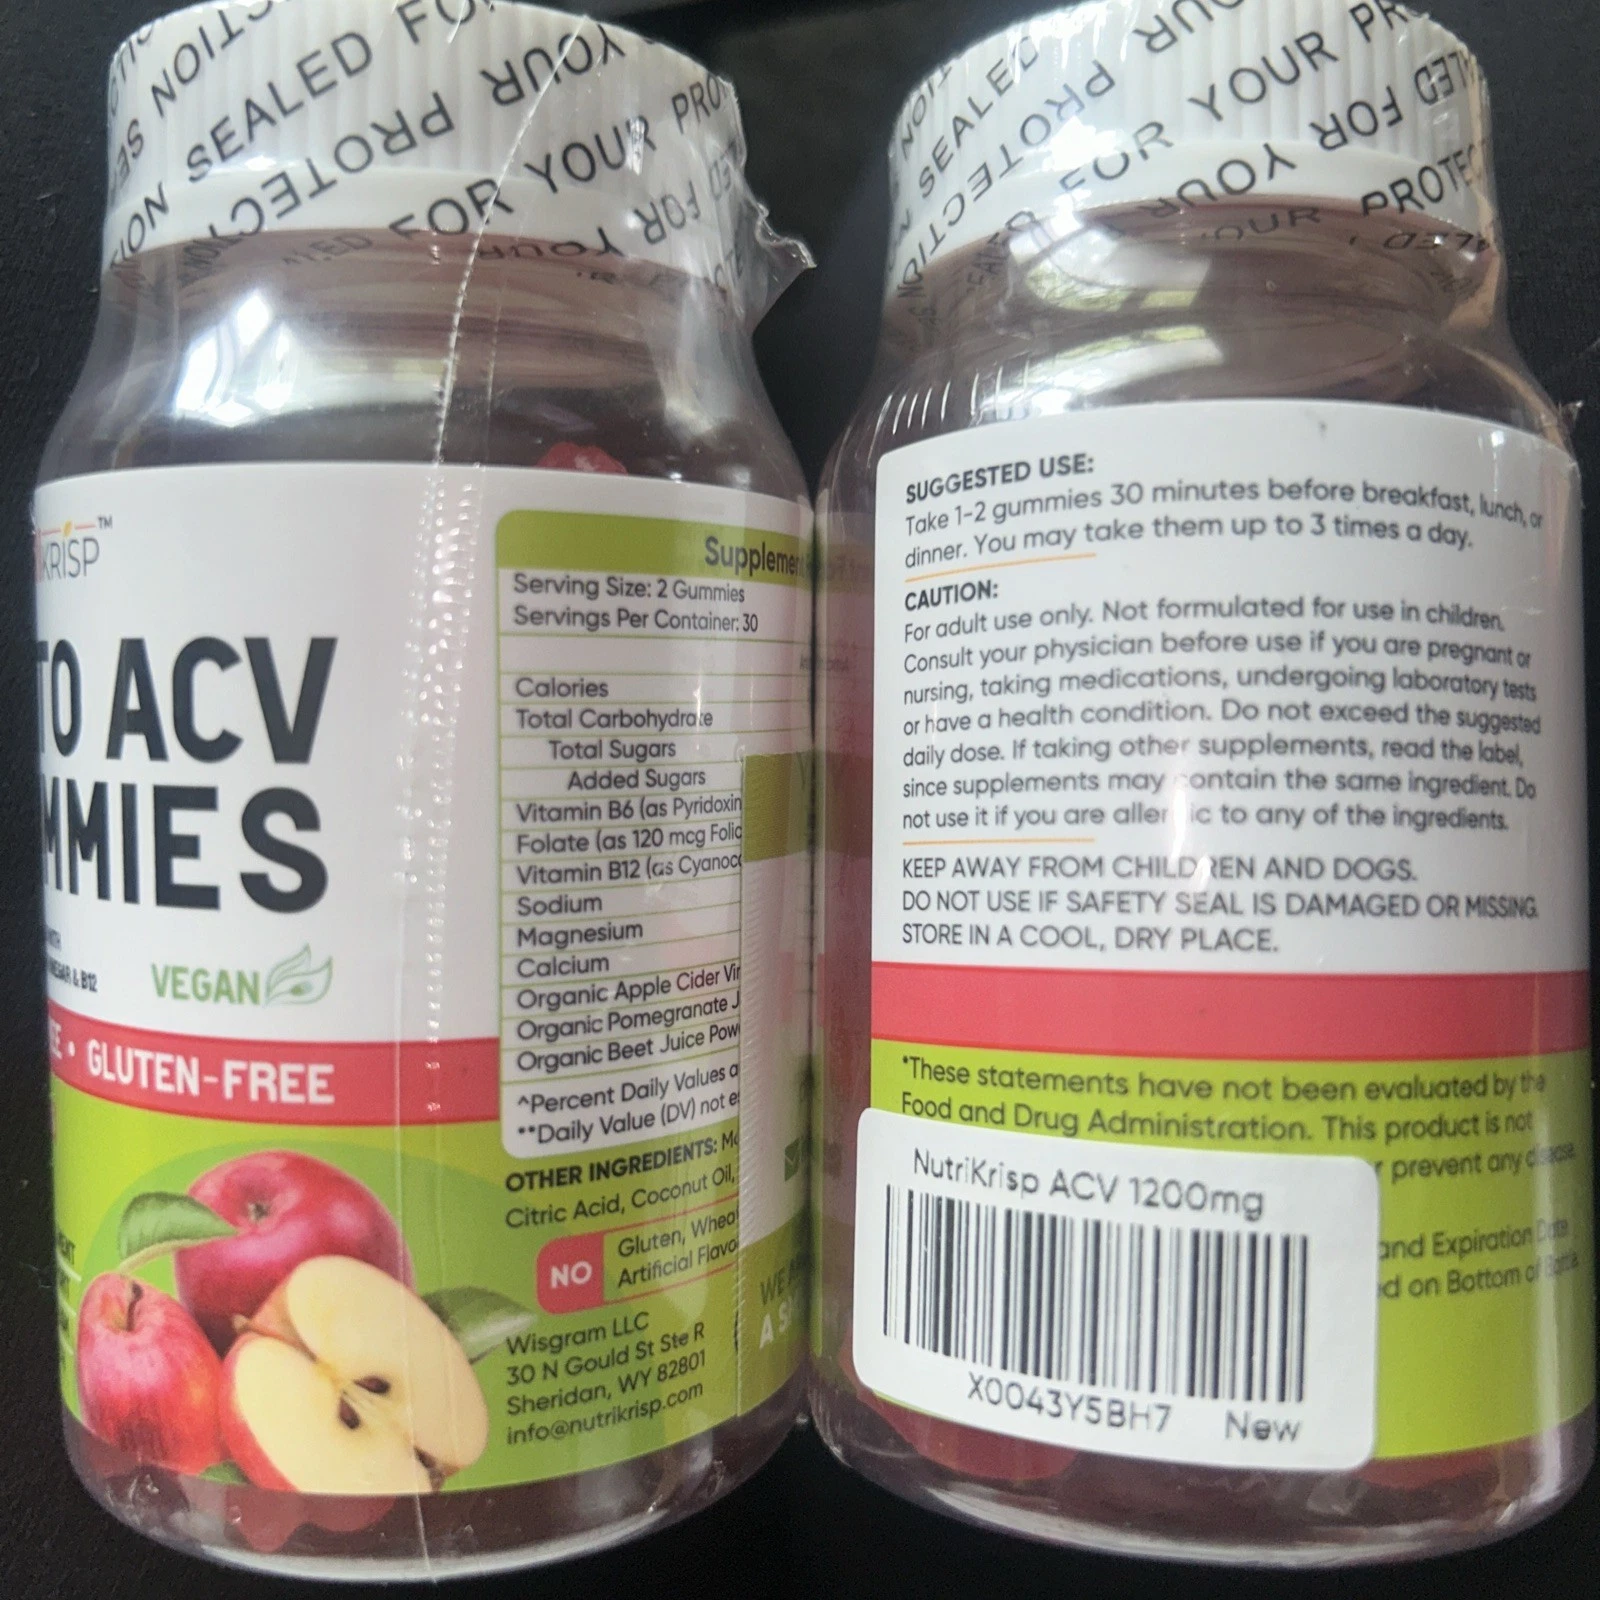 SEALED FOR YOUR PROTECTION
KRISP™
TO ACV
MMIES
& B12
VEGAN
• GLUTEN-FREE
Supplement
Serving Size: 2 Gummies
Servings Per Container: 30
Calories
Total Carbohydrate
Total Sugars
Added Sugars
Vitamin B6 (as Pyridoxin
Folate (as 120 mcg Folic
Vitamin B12 (as Cyanoco
Sodium
Magnesium
Calcium
Organic Apple Cider Vin
Organic Pomegranate J
Organic Beet Juice Pow
^Percent Daily Values a
**Daily Value (DV) not e
OTHER INGREDIENTS:
Citric Acid, Coconut Oil,
NO
Gluten, Wheat
Artificial Flavo
Wisgram LLC
30 N Gould St Ste R
Sheridan, WY 82801
info@nutrikrisp.com
WE A
A S
SEALED FOR YOUR PROTECTION
SUGGESTED USE:
Take 1-2 gummies 30 minutes before breakfast, lunch, or
dinner. You may take them up to 3 times a day.
CAUTION:
For adult use only. Not formulated for use in children.
Consult your physician before use if you are pregnant or
nursing, taking medications, undergoing laboratory tests
or have a health condition. Do not exceed the suggested
daily dose. If taking other supplements, read the label,
since supplements may contain the same ingredient. Do
not use it if you are allergic to any of the ingredients.
KEEP AWAY FROM CHILDREN AND DOGS.
DO NOT USE IF SAFETY SEAL IS DAMAGED OR MISSING.
STORE IN A COOL, DRY PLACE.
*These statements have not been evaluated by the
Food and Drug Administration. This product is not
r prevent any disease.
and Expiration Date
ed on Bottom of Bottle
NutriKrisp ACV 1200mg
X0043Y5BH7 New